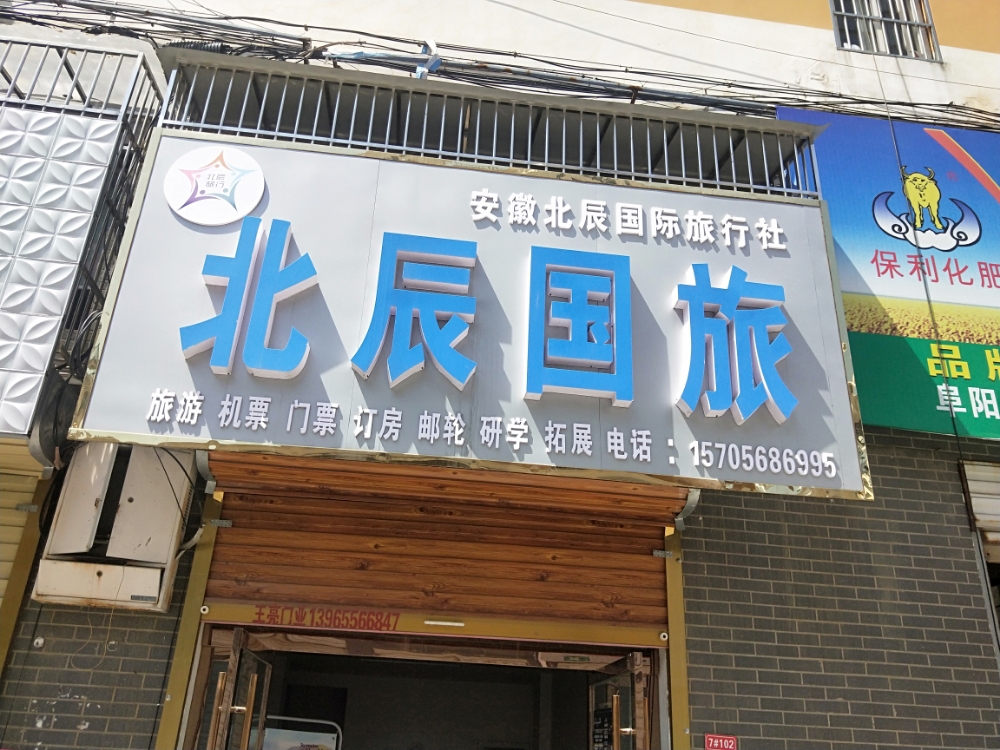 北辰
旅行
安徽北辰国际旅行社
北辰国旅
旅游 机票 门票 订房 邮轮 研学 拓展 电话：15705686995
保利化肥
品牌
阜阳
王亮门业13965566847
7#102